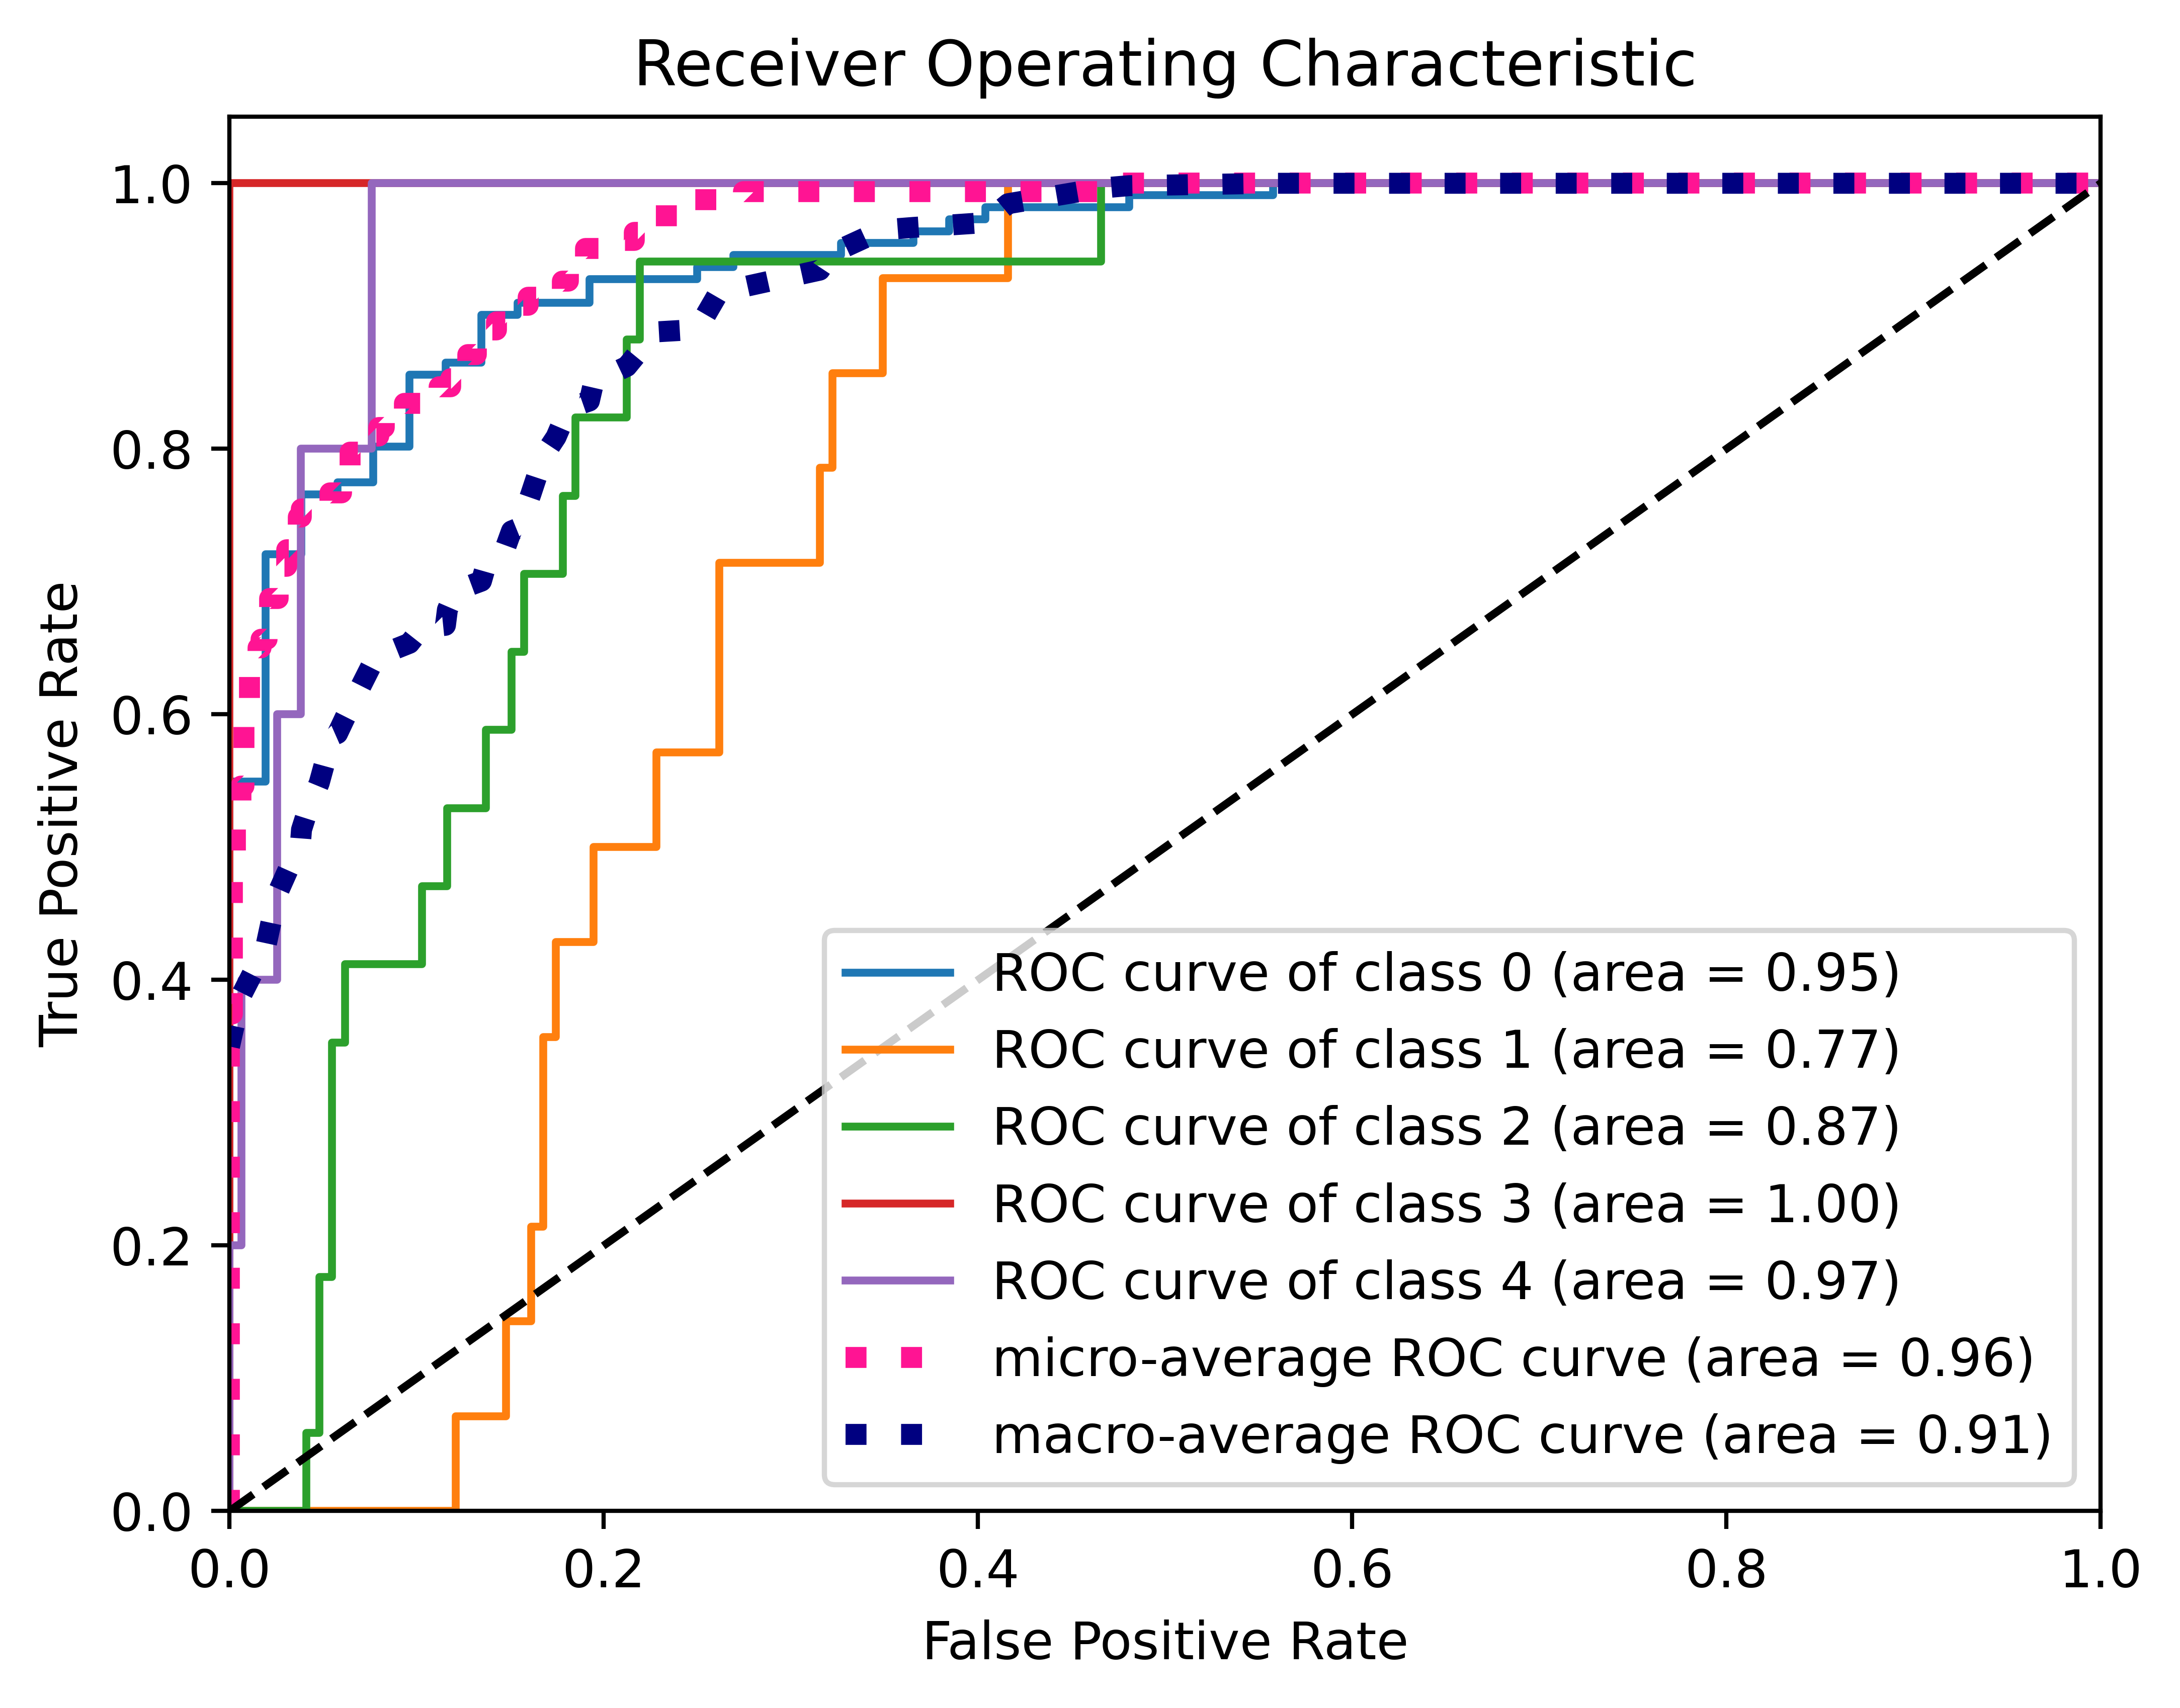 Receiver Operating Characteristic
True Positive Rate
1.0
0.8
0.6
0.4
0.2
0.0
ROC curve of class 0 (area = 0.95)
ROC curve of class 1 (area = 0.77)
ROC curve of class 2 (area = 0.87)
ROC curve of class 3 (area = 1.00)
ROC curve of class 4 (area = 0.97)
micro-average ROC curve (area = 0.96)
macro-average ROC curve (area = 0.91)
0.0 0.2 0.4 0.6 0.8 1.0
False Positive Rate